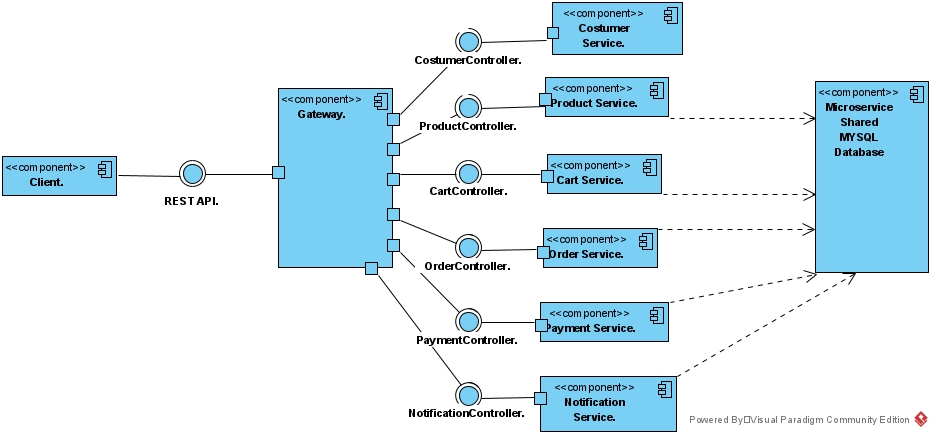 <<component>>
Client.
REST API.
<<component>>
Gateway.
CostumerController.
ProductController.
CartController.
OrderController.
PaymentController.
NotificationController.
<<component>>
Costumer
Service.
<<component>>
Product Service.
<<component>>
Cart Service.
<<component>>
Order Service.
<<component>>
Payment Service.
<<component>>
Notification
Service.
<<component>>
Microservice
Shared
MYSQL
Database
Powered By Visual Paradigm Community Edition